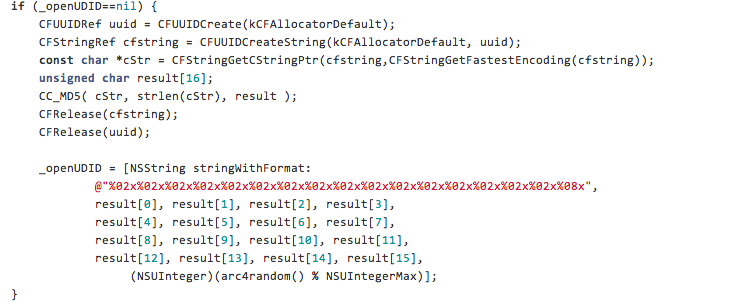 if (_openUDID==nil) {
    CFUUIDRef uuid = CFUUIDCreate(kCFAllocatorDefault);
    CFStringRef cfstring = CFUUIDCreateString(kCFAllocatorDefault, uuid);
    const char *cStr = CFStringGetCStringPtr(cfstring,CFStringGetFastestEncoding(cfstring));
    unsigned char result[16];
    CC_MD5( cStr, strlen(cStr), result );
    CFRelease(cfstring);
    CFRelease(uuid);

    _openUDID = [NSString stringWithFormat:
            @"%02x%02x%02x%02x%02x%02x%02x%02x%02x%02x%02x%02x%02x%02x%02x%02x%08x",
            result[0], result[1], result[2], result[3],
            result[4], result[5], result[6], result[7],
            result[8], result[9], result[10], result[11],
            result[12], result[13], result[14], result[15],
                 (NSUInteger)(arc4random() % NSUIntegerMax)];
}